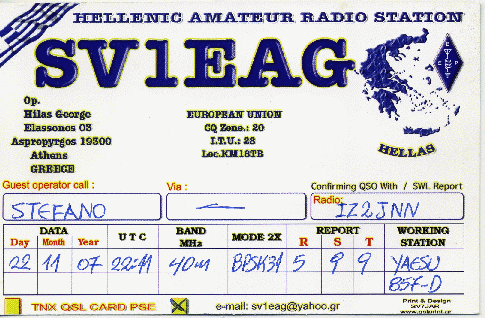 HELLENIC AMATEUR RADIO STATION
SV1EAG
Op.
Hilas George
Elassonos 03
Aspropyrgos 19300
Athens
GREECE
EUROPEAN UNION
CQ Zone.: 20
I.T.U.: 28
Loc.KM18TB
HELLAS
Guest operator call : Via : Confirming QSO With / SWL Report
STEFANO Radio: IZ2JNN
DATA UTC BAND MHz MODE 2X REPORT WORKING STATION
Day Month Year R S T
22 11 07 22:11 40m BPSK31 5 9 9 YAESU
857-D
TNX QSL CARD PSE e-mail: sv1eag@yahoo.gr
Print & Design